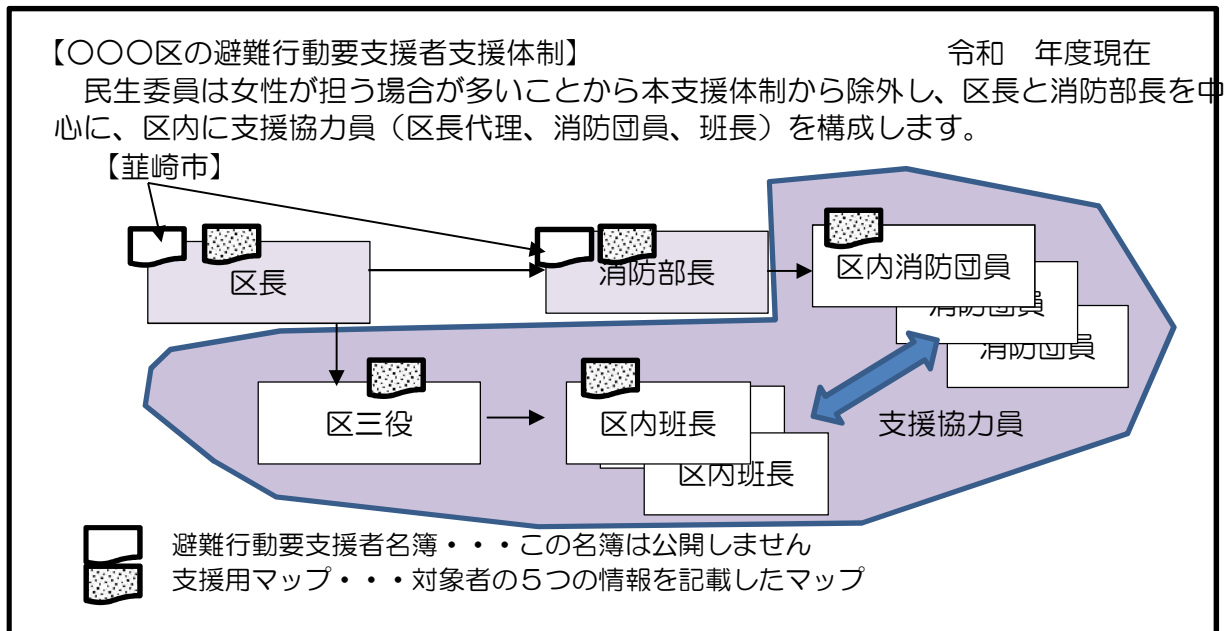 【〇〇〇区の避難行動要支援者支援体制】 令和　年度現在
民生委員は女性が担う場合が多いことから本支援体制から除外し、区長と消防部長を中
心に、区内に支援協力員（区長代理、消防団員、班長）を構成します。
【韮崎市】
区長
消防部長
区内消防団員
消防団員
消防団員
区三役
区内班長
区内班長
支援協力員
避難行動要支援者名簿・・・この名簿は公開しません
支援用マップ・・・対象者の５つの情報を記載したマップ